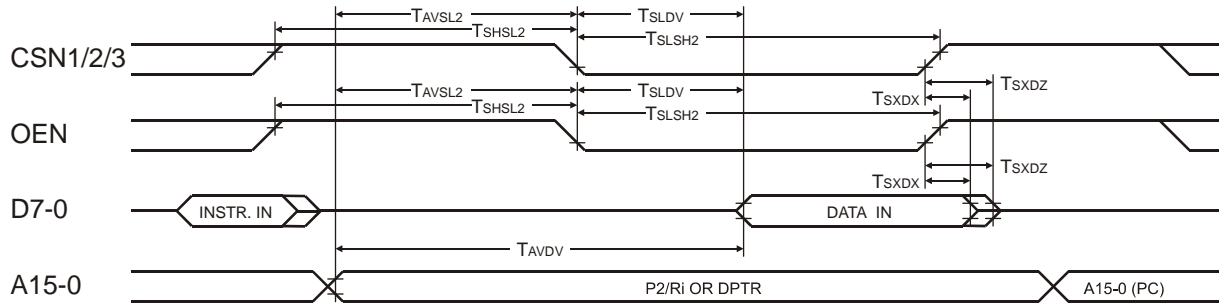 TAVSL2 TSLDV
TSHSL2 TSLSH2
CSN1/2/3
TAVSL2 TSLDV TSXDZ
TSHSL2 TSLSH2 TSXDX
OEN
TSXDZ
TSXDX
D7-0 INSTR. IN DATA IN
TAVDV
A15-0 P2/Ri OR DPTR A15-0 (PC)